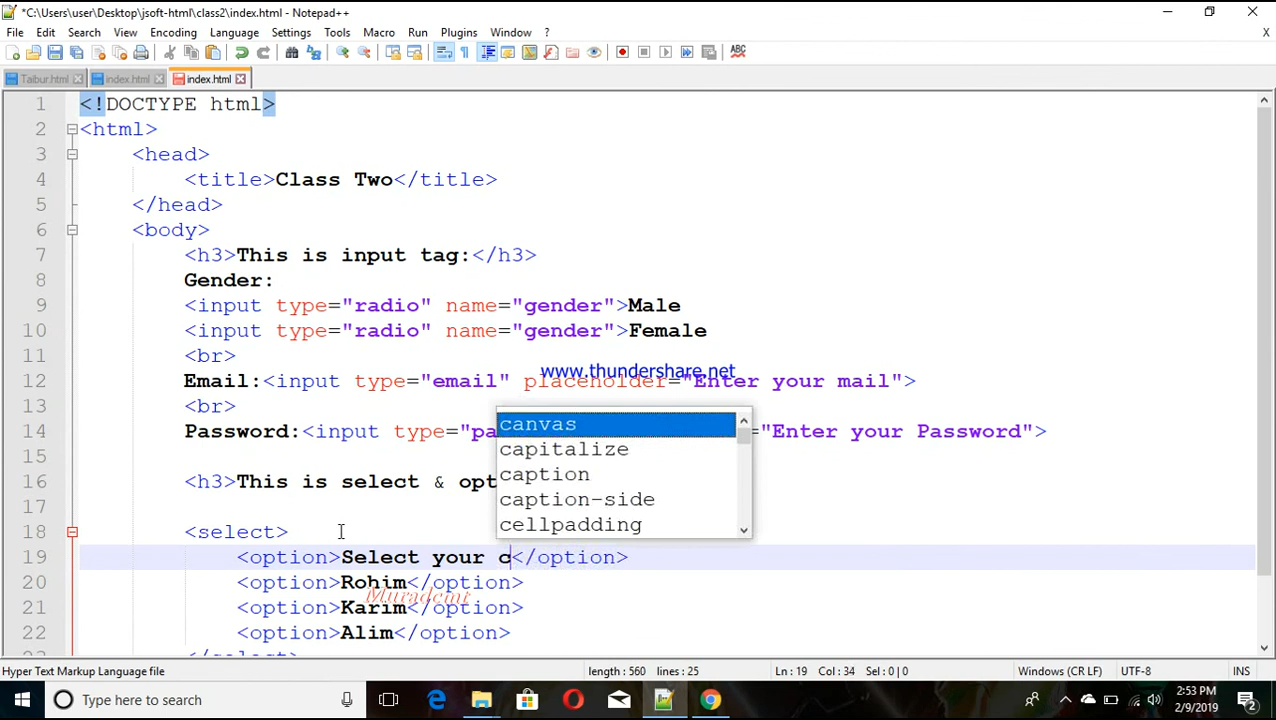 *C:\Users\user\Desktop\jsoft-html\class2\index.html - Notepad++
File Edit Search View Encoding Language Settings Tools Macro Run Plugins Window ? X
ABC
Taibur.html index.html index.html
1 <!DOCTYPE html>
2 <html>
3 <head>
4 <title>Class Two</title>
5 </head>
6 <body>
7 <h3>This is input tag:</h3>
8 Gender:
9 <input type="radio" name="gender">Male
10 <input type="radio" name="gender">Female
11 <br>
www.thundershare.net
12 Email:<input type="email" placeholder="Enter your mail">
13 <br>
canvas
14 Password:<input type="pa ="Enter your Password">
capitalize
15
caption
16 <h3>This is select & opt
caption-side
17
cellpadding
18 <select>
19 <option>Select your c</option>
20 <option>Rohim</option>
Muradcmt
21 <option>Karim</option>
22 <option>Alim</option>
</select>
Hyper Text Markup Language file length : 560 lines : 25 Ln : 19 Col : 34 Sel : 0 | 0 Windows (CR LF) UTF-8 INS
Type here to search
2:53 PM
2/9/2019
2